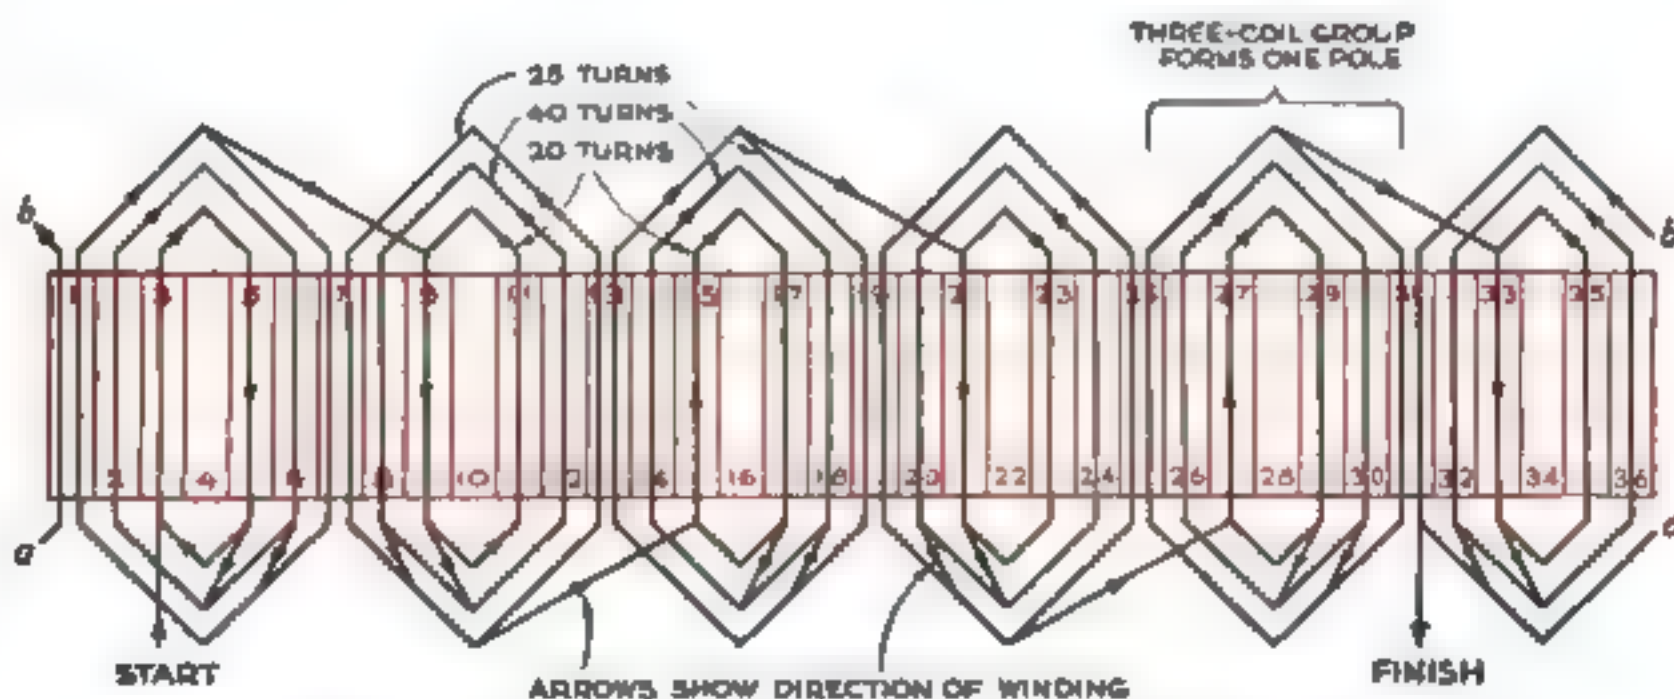 THREE-COIL GROUP
FORMS ONE POLE
25 TURNS
40 TURNS
20 TURNS
b
b
1 3 5 7 9 11 13 15 17 19 21 23 25 27 29 31 33 35
2 4 6 8 10 12 14 16 18 20 22 24 26 28 30 32 34 36
a
a
START
FINISH
ARROWS SHOW DIRECTION OF WINDING